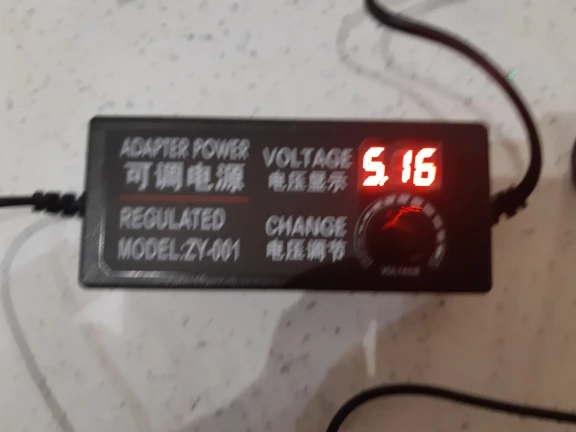 ADAPTER POWER
可调电源
REGULATED
MODEL:ZY-001
VOLTAGE
电压显示
5.16
CHANGE
电压调节
VOLTAGE